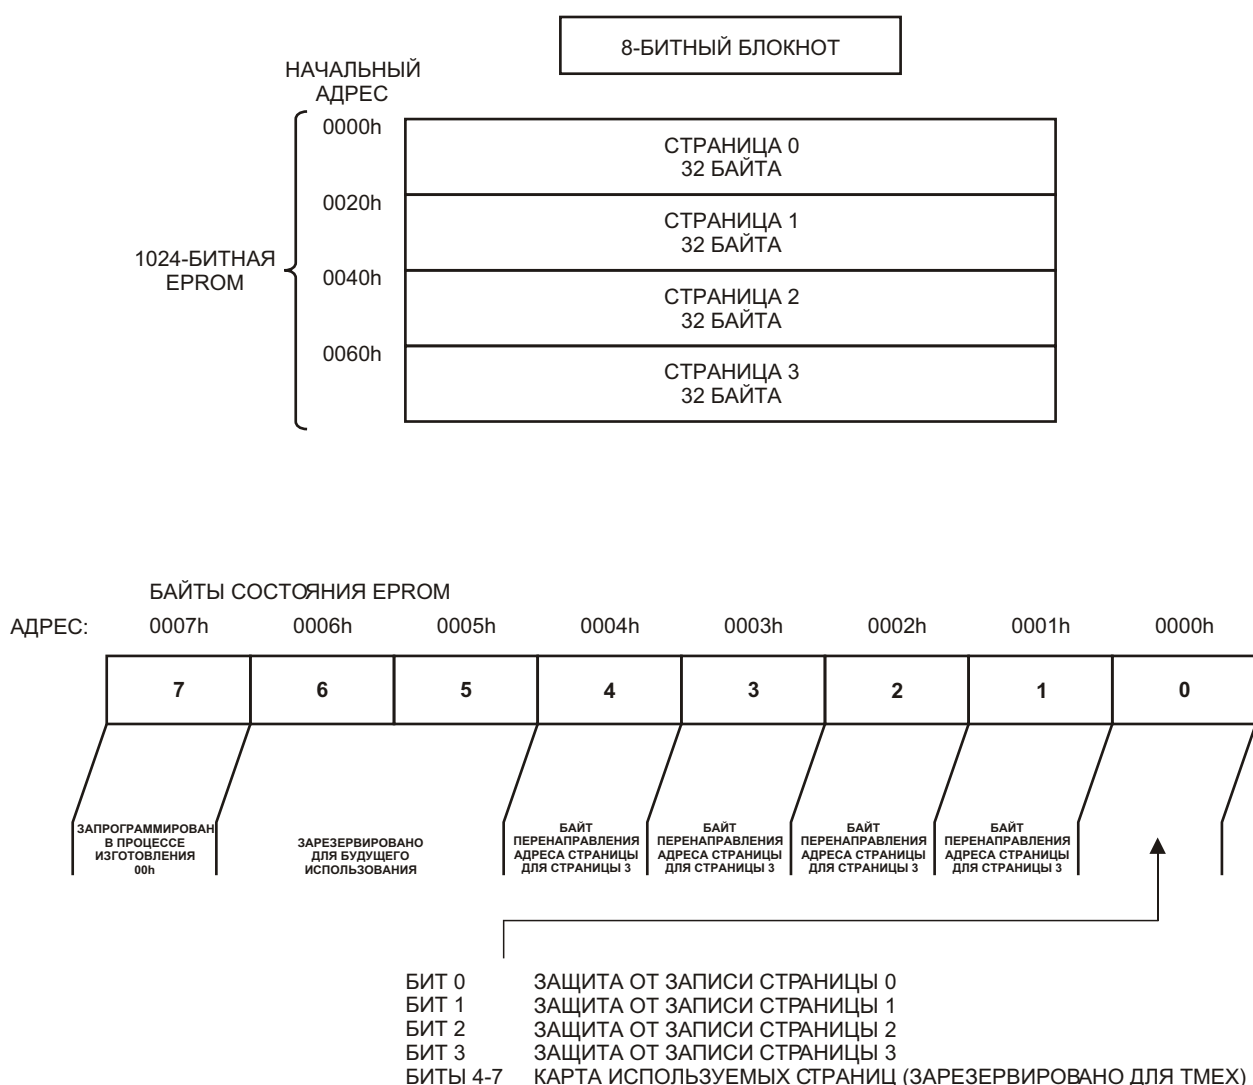 8-БИТНЫЙ БЛОКНОТ
НАЧАЛЬНЫЙ
АДРЕС
0000h
СТРАНИЦА 0
32 БАЙТА
0020h
СТРАНИЦА 1
32 БАЙТА
1024-БИТНАЯ
EPROM
0040h
СТРАНИЦА 2
32 БАЙТА
0060h
СТРАНИЦА 3
32 БАЙТА
БАЙТЫ СОСТОЯНИЯ EPROM
АДРЕС: 0007h 0006h 0005h 0004h 0003h 0002h 0001h 0000h
7 6 5 4 3 2 1 0
ЗАПРОГРАММИРОВАН
В ПРОЦЕССЕ
ИЗГОТОВЛЕНИЯ
00h
ЗАРЕЗЕРВИРОВАНО
ДЛЯ БУДУЩЕГО
ИСПОЛЬЗОВАНИЯ
БАЙТ
ПЕРЕНАПРАВЛЕНИЯ
АДРЕСА СТРАНИЦЫ
ДЛЯ СТРАНИЦЫ 3
БАЙТ
ПЕРЕНАПРАВЛЕНИЯ
АДРЕСА СТРАНИЦЫ
ДЛЯ СТРАНИЦЫ 3
БАЙТ
ПЕРЕНАПРАВЛЕНИЯ
АДРЕСА СТРАНИЦЫ
ДЛЯ СТРАНИЦЫ 3
БАЙТ
ПЕРЕНАПРАВЛЕНИЯ
АДРЕСА СТРАНИЦЫ
ДЛЯ СТРАНИЦЫ 3
БИТ 0 ЗАЩИТА ОТ ЗАПИСИ СТРАНИЦЫ 0
БИТ 1 ЗАЩИТА ОТ ЗАПИСИ СТРАНИЦЫ 1
БИТ 2 ЗАЩИТА ОТ ЗАПИСИ СТРАНИЦЫ 2
БИТ 3 ЗАЩИТА ОТ ЗАПИСИ СТРАНИЦЫ 3
БИТЫ 4-7 КАРТА ИСПОЛЬЗУЕМЫХ СТРАНИЦ (ЗАРЕЗЕРВИРОВАНО ДЛЯ TMEX)